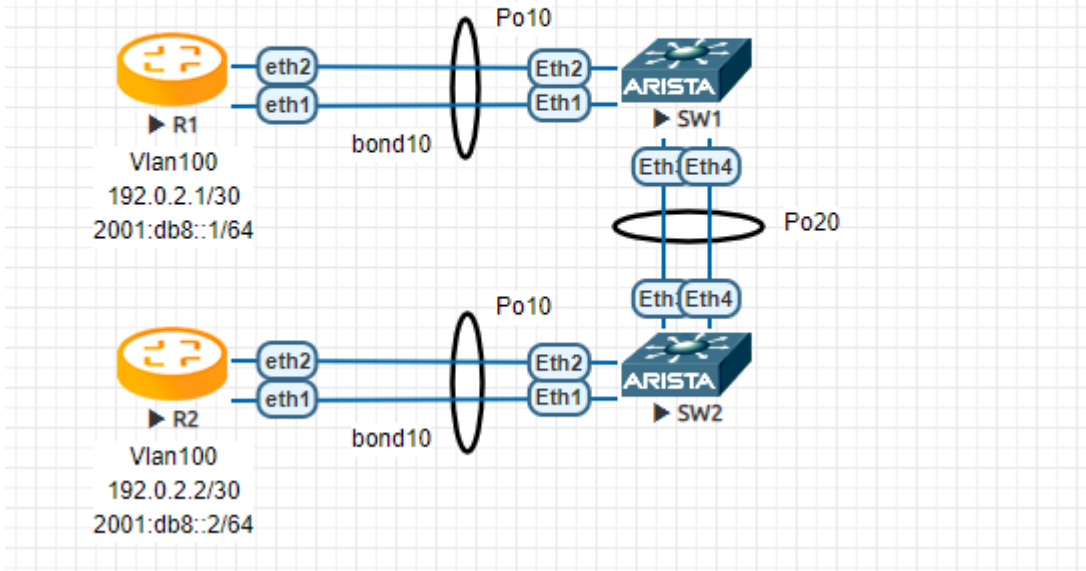 Po10
eth2
Eth2
eth1
Eth1
ARISTA
R1
SW1
bond10
Vlan100
192.0.2.1/30
2001:db8::1/64
Eth4
Po20
Eth4
Po10
eth2
Eth2
eth1
Eth1
ARISTA
R2
SW2
bond10
Vlan100
192.0.2.2/30
2001:db8::2/64